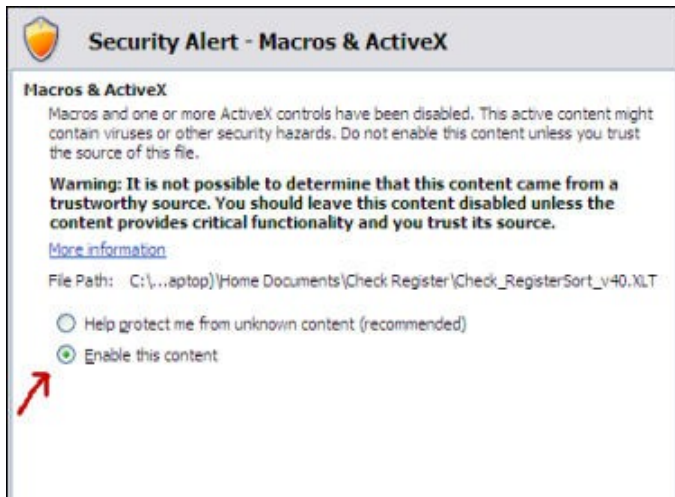 Security Alert - Macros & ActiveX
Macros & ActiveX
Macros and one or more ActiveX controls have been disabled. This active content might
contain viruses or other security hazards. Do not enable this content unless you trust
the source of this file.
Warning: It is not possible to determine that this content came from a
trustworthy source. You should leave this content disabled unless the
content provides critical functionality and you trust its source.
More information
File Path: C:\...aptop)\Home Documents\Check Register\Check_RegisterSort_v40.XLT
Help protect me from unknown content (recommended)
Enable this content